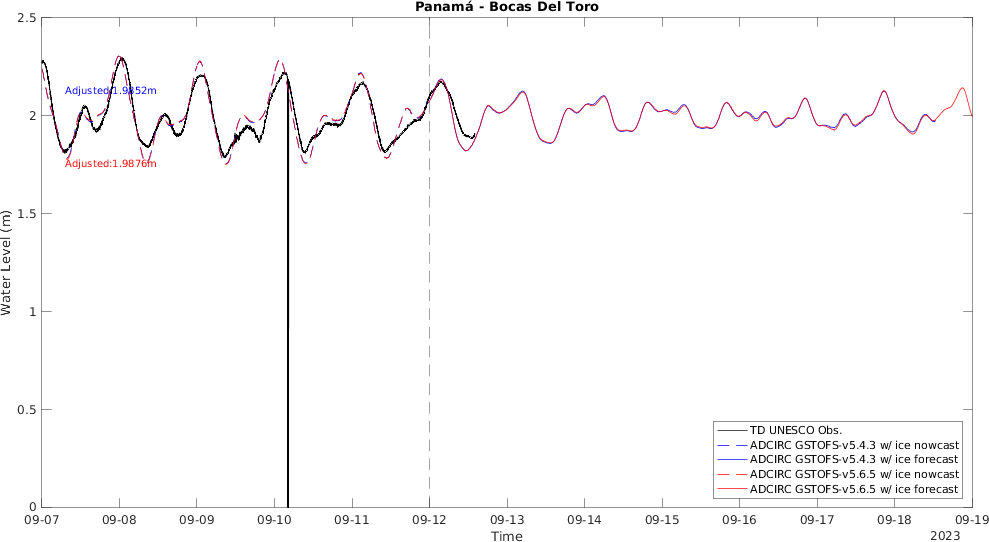 Panamá - Bocas Del Toro
Water Level (m)
2.5
2
1.5
1
0.5
0
Adjusted:1.9852m
Adjusted:1.9876m
TD UNESCO Obs.
ADCIRC GSTOFS-v5.4.3 w/ ice nowcast
ADCIRC GSTOFS-v5.4.3 w/ ice forecast
ADCIRC GSTOFS-v5.6.5 w/ ice nowcast
ADCIRC GSTOFS-v5.6.5 w/ ice forecast
09-07 09-08 09-09 09-10 09-11 09-12 09-13 09-14 09-15 09-16 09-17 09-18 09-19
Time
2023